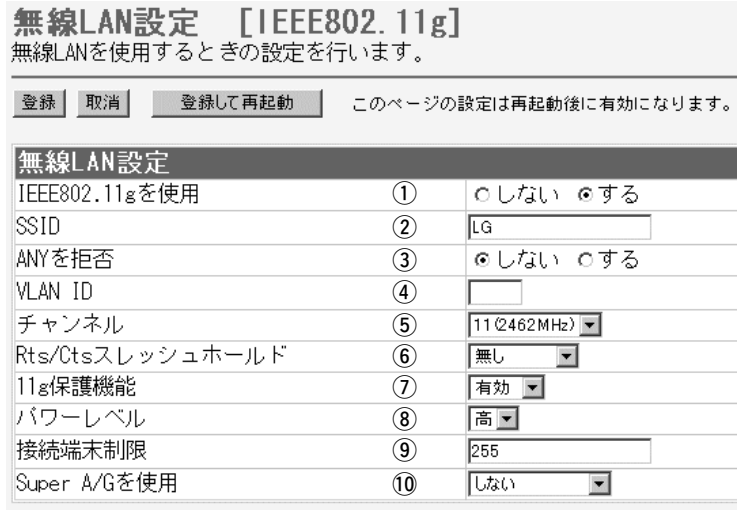 無線LAN設定　[IEEE802.11g]
無線LANを使用するときの設定を行います。
登録 取消 登録して再起動 このページの設定は再起動後に有効になります。
無線LAN設定
IEEE802.11gを使用 ① しない する
SSID ② LG
ANYを拒否 ③ しない する
VLAN ID ④
チャンネル ⑤ 11(2462MHz)
Rts/Ctsスレッシュホールド ⑥ 無し
11g保護機能 ⑦ 有効
パワーレベル ⑧ 高
接続端末制限 ⑨ 255
Super A/Gを使用 ⑩ しない